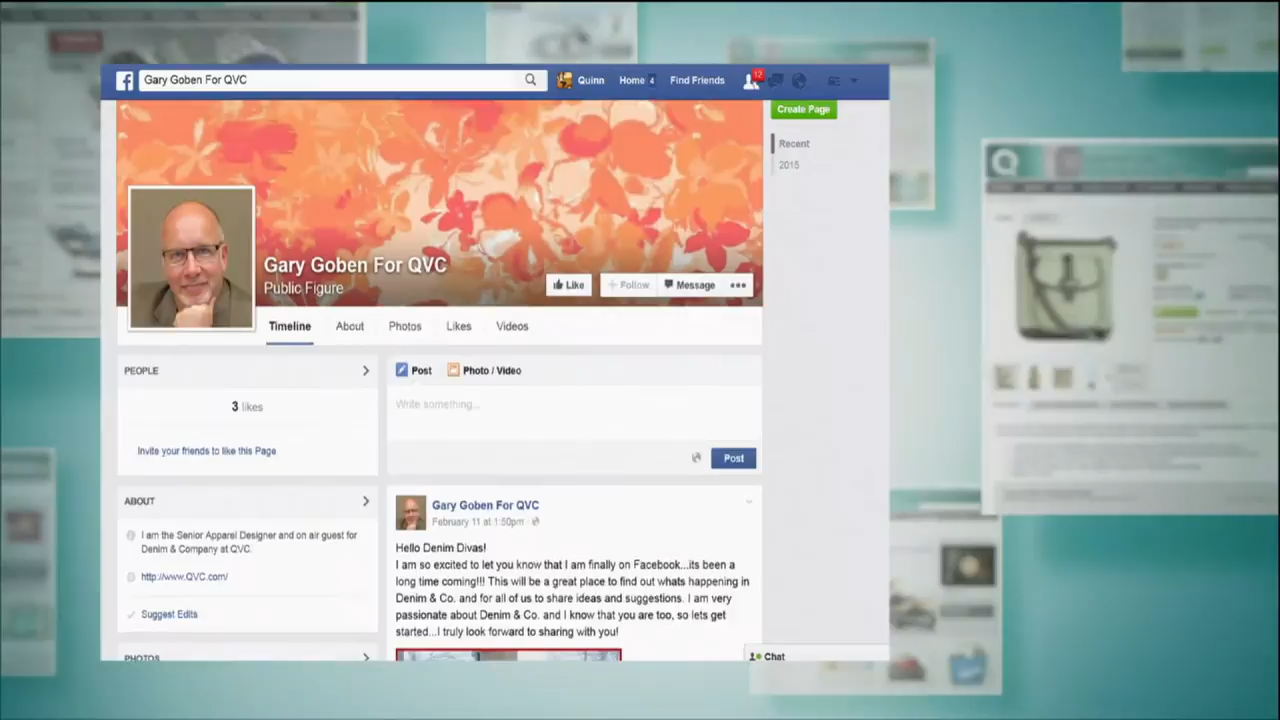 Gary Goben For QVC
Quinn
Home 4
Find Friends
12
Create Page
Recent
2015
Gary Goben For QVC
Public Figure
Like
+ Follow
Message
•••
Timeline
About
Photos
Likes
Videos
PEOPLE
3 likes
Invite your friends to like this Page
Post
Photo / Video
Write something...
Post
ABOUT
I am the Senior Apparel Designer and on air guest for
Denim & Company at QVC.
http://www.QVC.com/
Suggest Edits
PHOTOS
Gary Goben For QVC
February 11 at 1:50pm ·
Hello Denim Divas!
I am so excited to let you know that I am finally on Facebook...its been a
long time coming!!! This will be a great place to find out whats happening in
Denim & Co. and for all of us to share ideas and suggestions. I am very
passionate about Denim & Co. and I know that you are too, so lets get
started...I truly look forward to sharing with you!
Chat